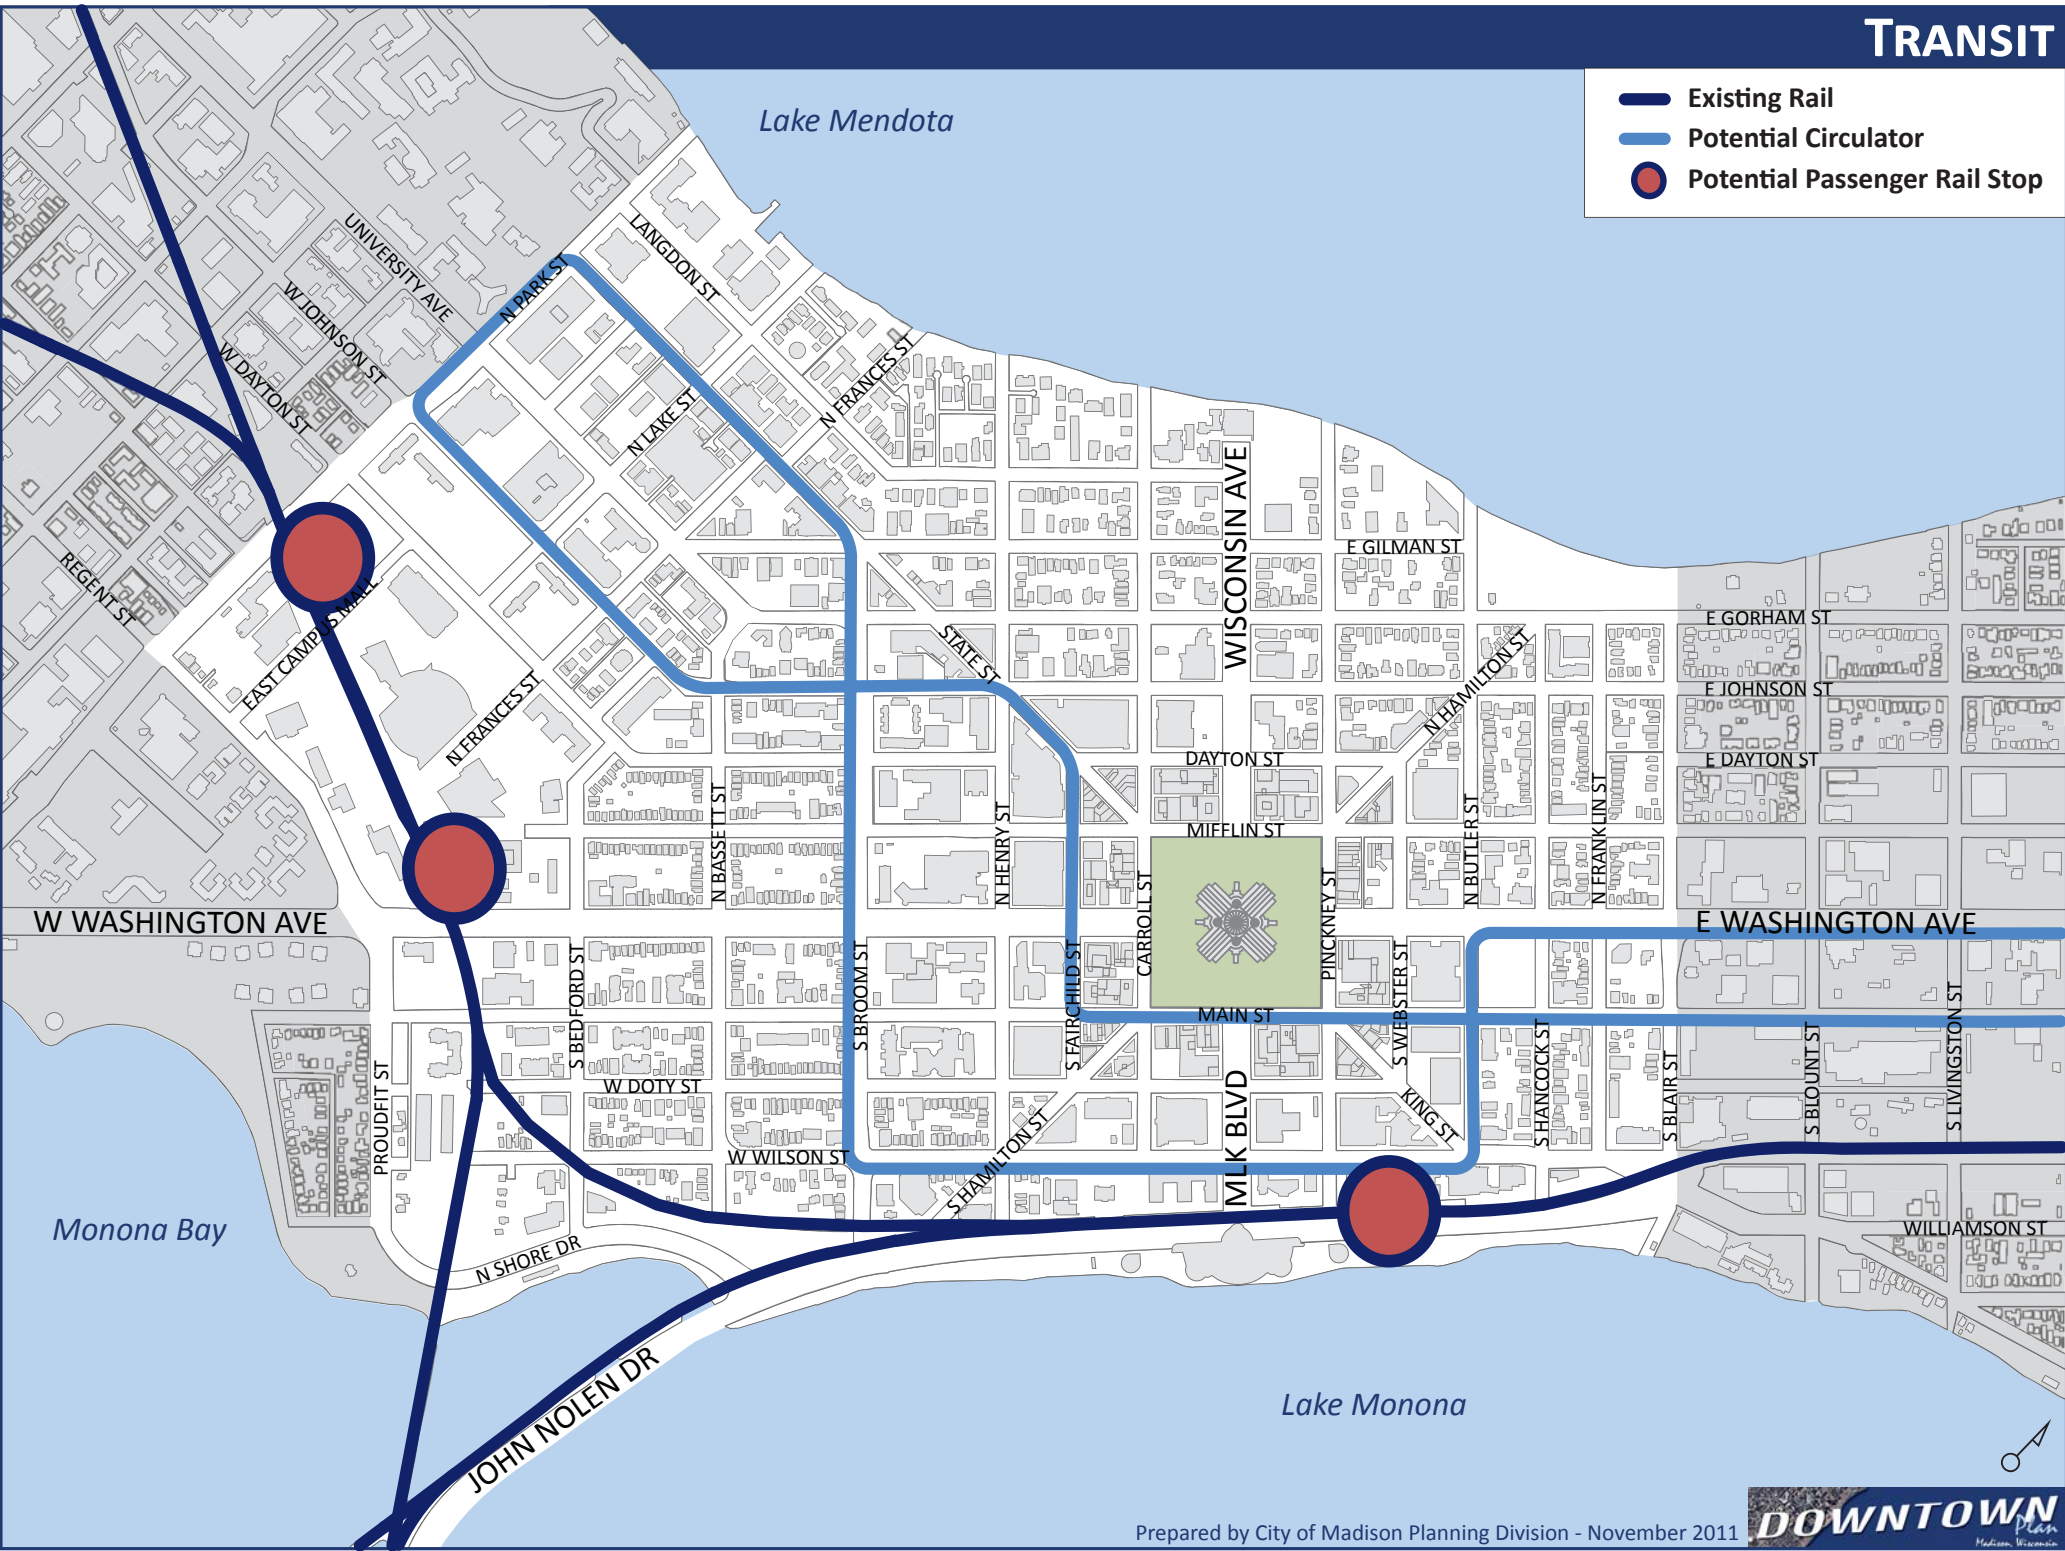 TRANSIT
Existing Rail
Potential Circulator
Potential Passenger Rail Stop
Lake Mendota
LANGDON ST
UNIVERSITY AVE
N PARK ST
W JOHNSON ST
W DAYTON ST
N FRANCES ST
N LAKE ST
WISCONSIN AVE
E GILMAN ST
REGENT ST
EAST CAMPUS MALL
STATE ST
E GORHAM ST
N HAMILTON ST
E JOHNSON ST
N FRANCES ST
DAYTON ST
E DAYTON ST
N BASSETT ST
N HENRY ST
MIFFLIN ST
N BUTLER ST
N FRANKLIN ST
CARROLL ST
PINCKNEY ST
W WASHINGTON AVE
E WASHINGTON AVE
S BEDFORD ST
S BROOM ST
S FAIRCHILD ST
S WEBSTER ST
MAIN ST
S HANCOCK ST
S BLAIR ST
S BLOUNT ST
S LIVINGSTON ST
PROUDFIT ST
W DOTY ST
MLK BLVD
KING ST
W WILSON ST
S HAMILTON ST
Monona Bay
N SHORE DR
WILLIAMSON ST
JOHN NOLEN DR
Lake Monona
Prepared by City of Madison Planning Division - November 2011
DOWNTOWN
Plan
Madison, Wisconsin